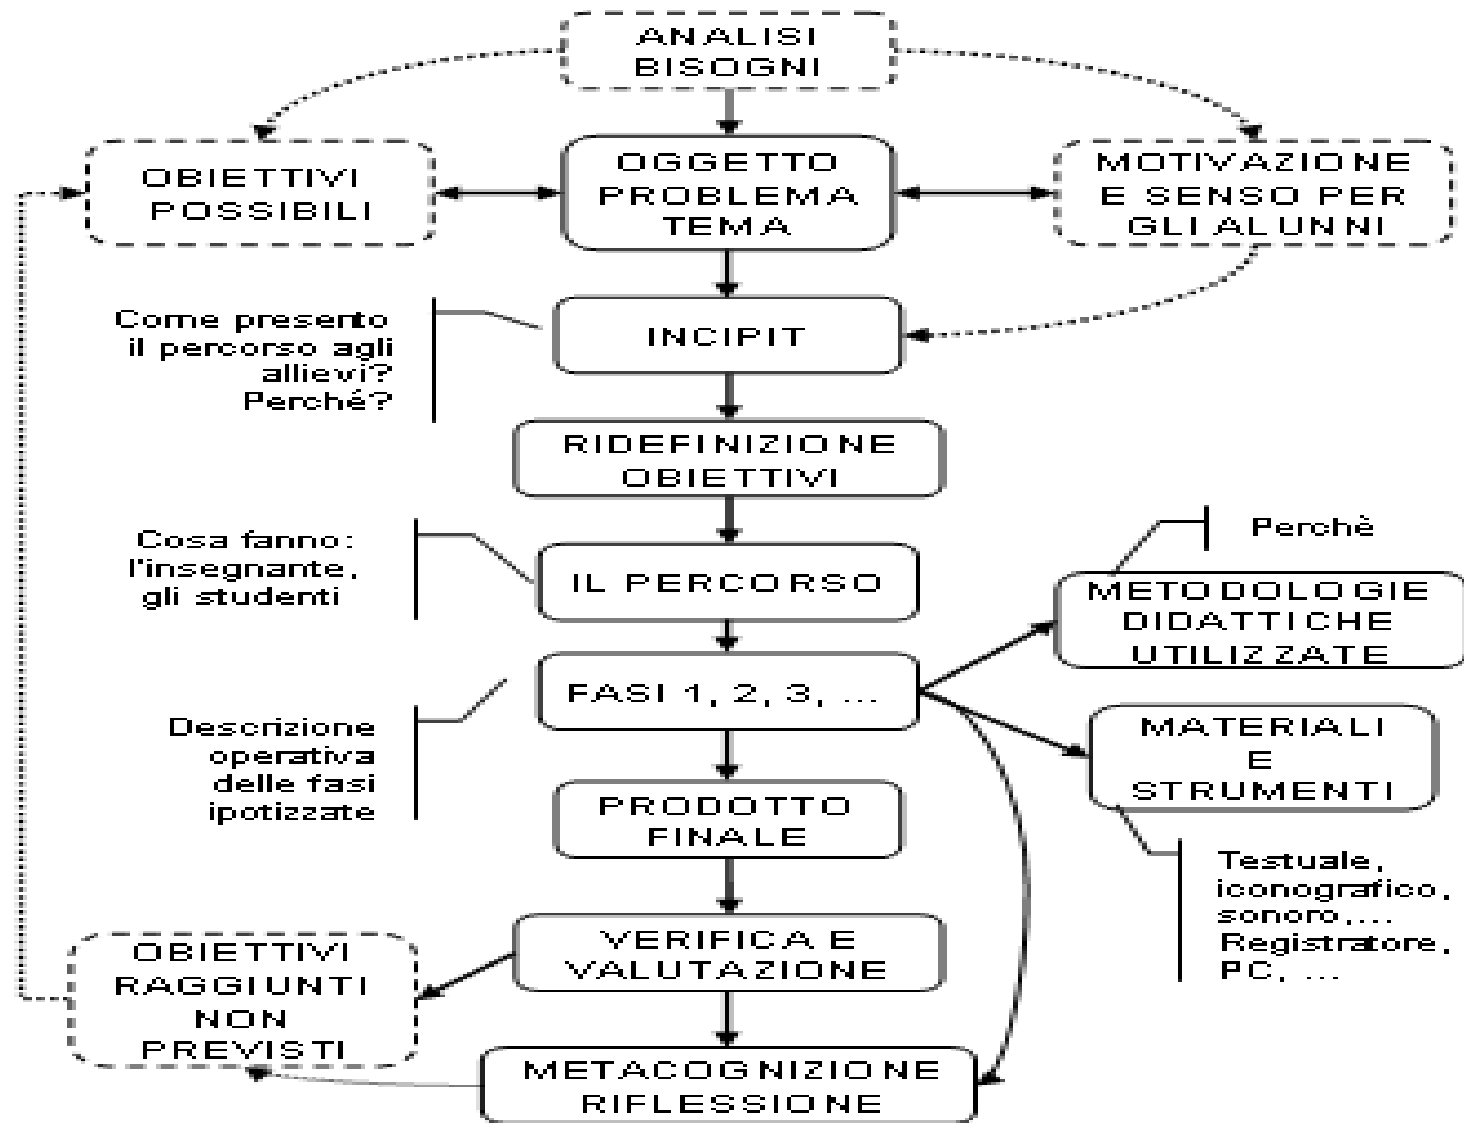 ANALISI
BISOGNI
OBIETTIVI
POSSIBILI
OGGETTO
PROBLEMA
TEMA
MOTIVAZIONE
E SENSO PER
GLI ALUNNI
Come presento
il percorso agli
allievi?
Perché?
INCIPIT
RIDEFINIZIONE
OBIETTIVI
Cosa fanno:
l'insegnante,
gli studenti
IL PERCORSO
Perchè
METODOLOGIE
DIDATTICHE
UTILIZZATE
FASI 1, 2, 3, ...
Descrizione
operativa
delle fasi
ipotizzate
MATERIALI
E
STRUMENTI
PRODOTTO
FINALE
Testuale,
iconografico,
sonoro,...
Registratore,
PC, ...
VERIFICA E
VALUTAZIONE
OBIETTIVI
RAGGIUNTI
NON
PREVISTI
METACOGNIZIONE
RIFLESSIONE